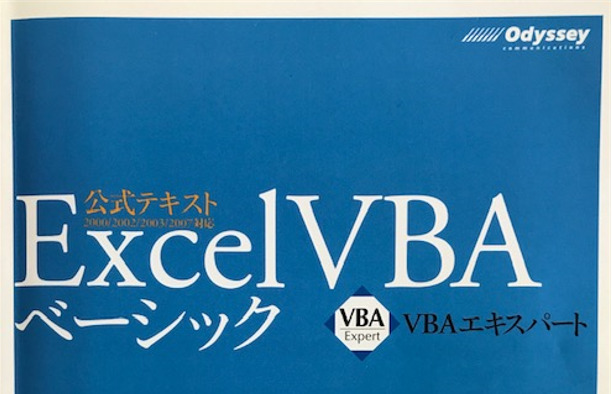 Odyssey
communications
公式テキスト
2000/2002/2003/2007対応
ExcelVBA
ベーシック
VBA
Expert
VBAエキスパート